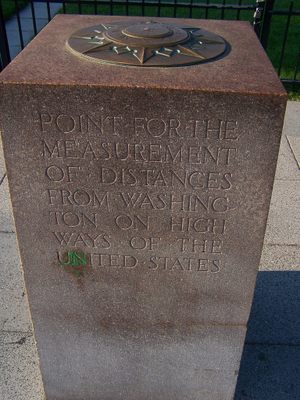 POINT FOR THE
MEASUREMENT
OF DISTANCES
FROM WASHING
TON ON HIGH
WAYS OF THE
UNITED STATES